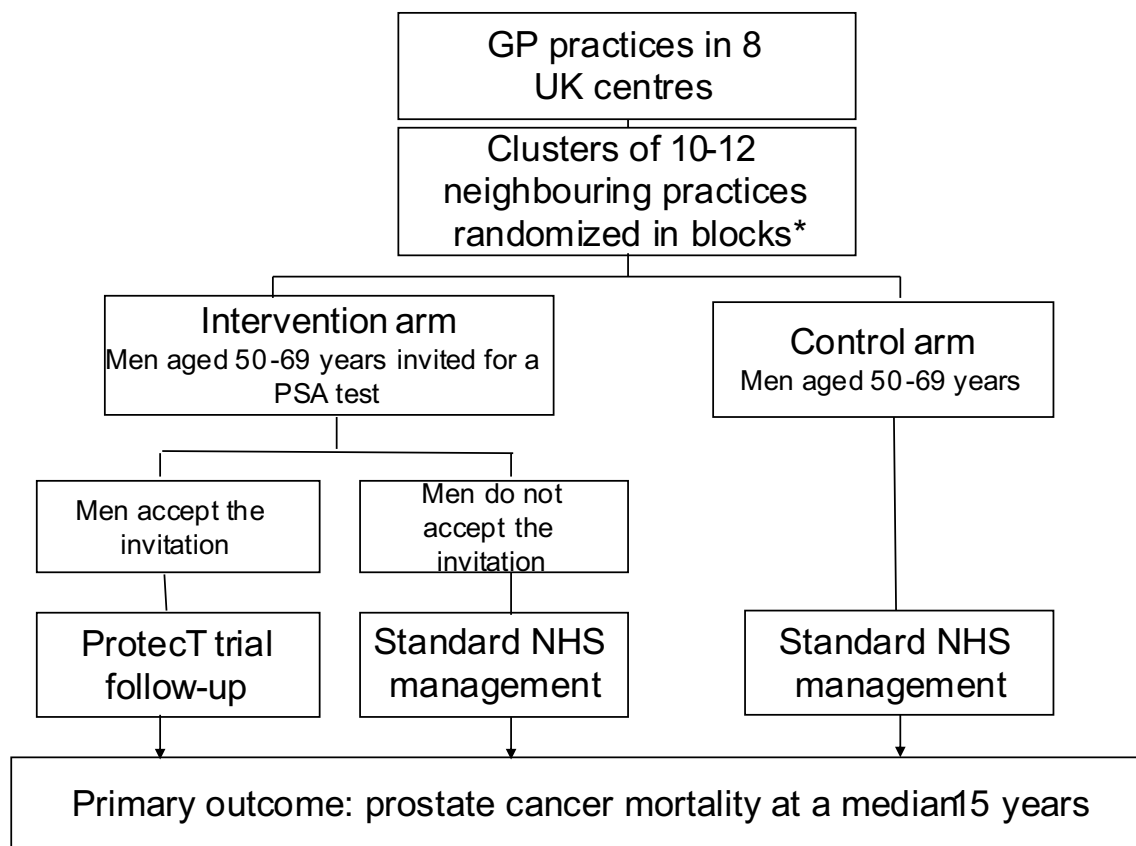 GP practices in 8
UK centres
Clusters of 10-12
neighbouring practices
randomized in blocks*
Intervention arm
Men aged 50-69 years invited for a
PSA test
Control arm
Men aged 50-69 years
Men accept the
invitation
Men do not
accept the
invitation
ProtecT trial
follow-up
Standard NHS
management
Standard NHS
management
Primary outcome: prostate cancer mortality at a median 15 years